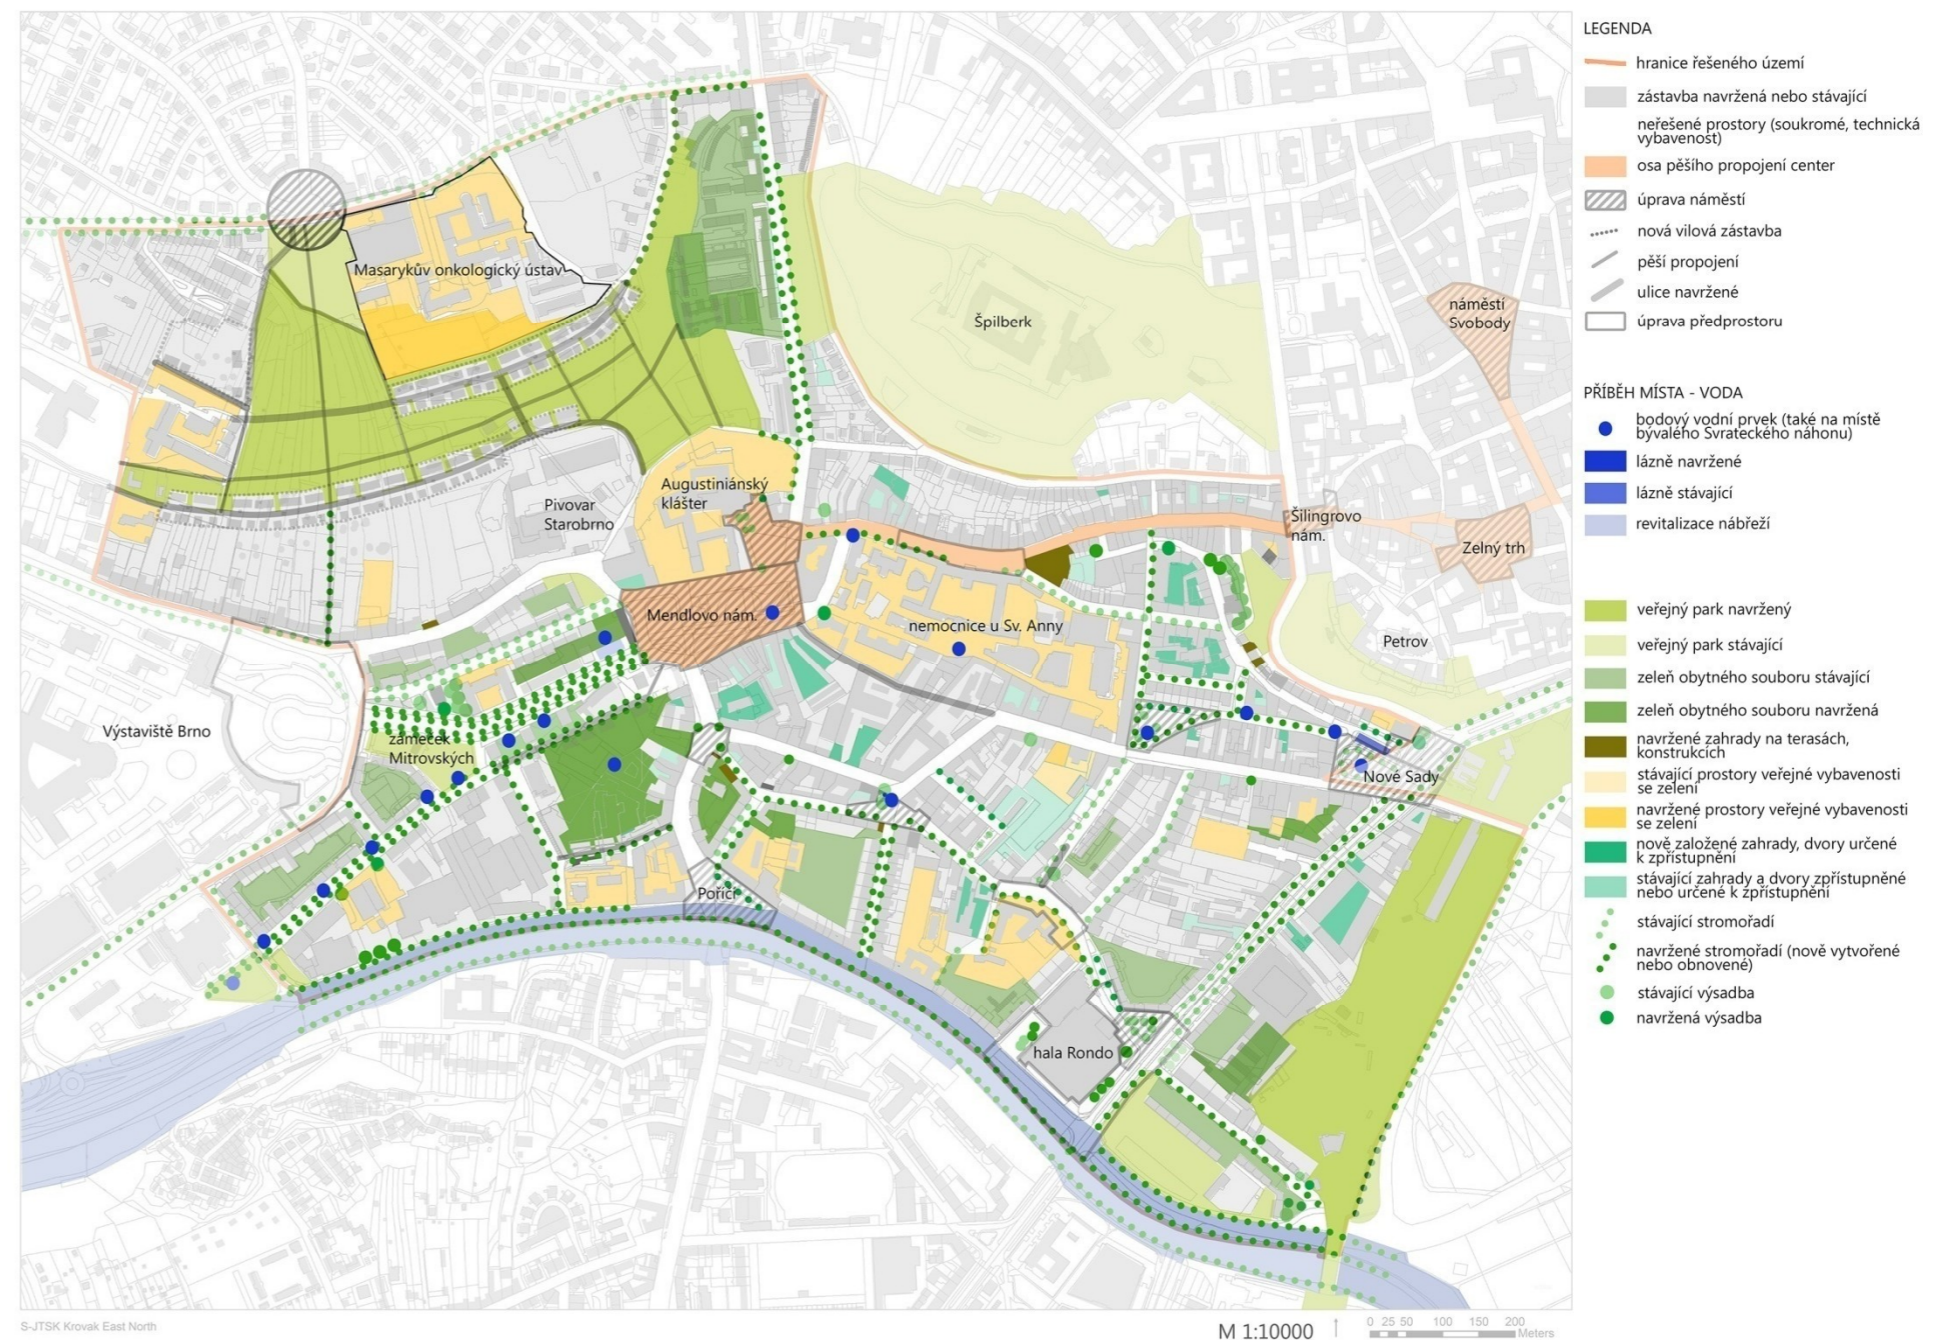 Masarykův onkologický ústav
Špilberk
náměstí
Svobody
Augustiniánský
klášter
Pivovar
Starobrno
Šilingrovo
nám.
Zelný trh
Mendlovo nám.
nemocnice u Sv. Anny
Petrov
Výstaviště Brno
zámeček
Mitrovských
Nové Sady
Poříčí
hala Rondo
LEGENDA
hranice řešeného území
zástavba navržená nebo stávající
neřešené prostory (soukromé, technická
vybavenost)
osa pěšího propojení center
úprava náměstí
nová vilová zástavba
pěší propojení
ulice navržené
úprava předprostoru
PŘÍBĚH MÍSTA - VODA
bodový vodní prvek (také na místě
bývalého Svrateckého náhonu)
lázně navržené
lázně stávající
revitalizace nábřeží
veřejný park navržený
veřejný park stávající
zeleň obytného souboru stávající
zeleň obytného souboru navržená
navržené zahrady na terasách,
konstrukcích
stávající prostory veřejné vybavenosti
se zelení
navržené prostory veřejné vybavenosti
se zelení
nově založené zahrady, dvory určené
k zpřístupnění
stávající zahrady a dvory zpřístupněné
nebo určené k zpřístupnění
stávající stromořadí
navržené stromořadí (nově vytvořené
nebo obnovené)
stávající výsadba
navržená výsadba
S-JTSK Krovak East North
M 1:10000
0 25 50 100 150 200
Meters